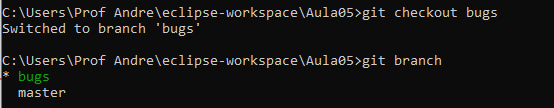 C:\Users\Prof Andre\eclipse-workspace\Aula05>git checkout bugs
Switched to branch 'bugs'
C:\Users\Prof Andre\eclipse-workspace\Aula05>git branch
* bugs
  master